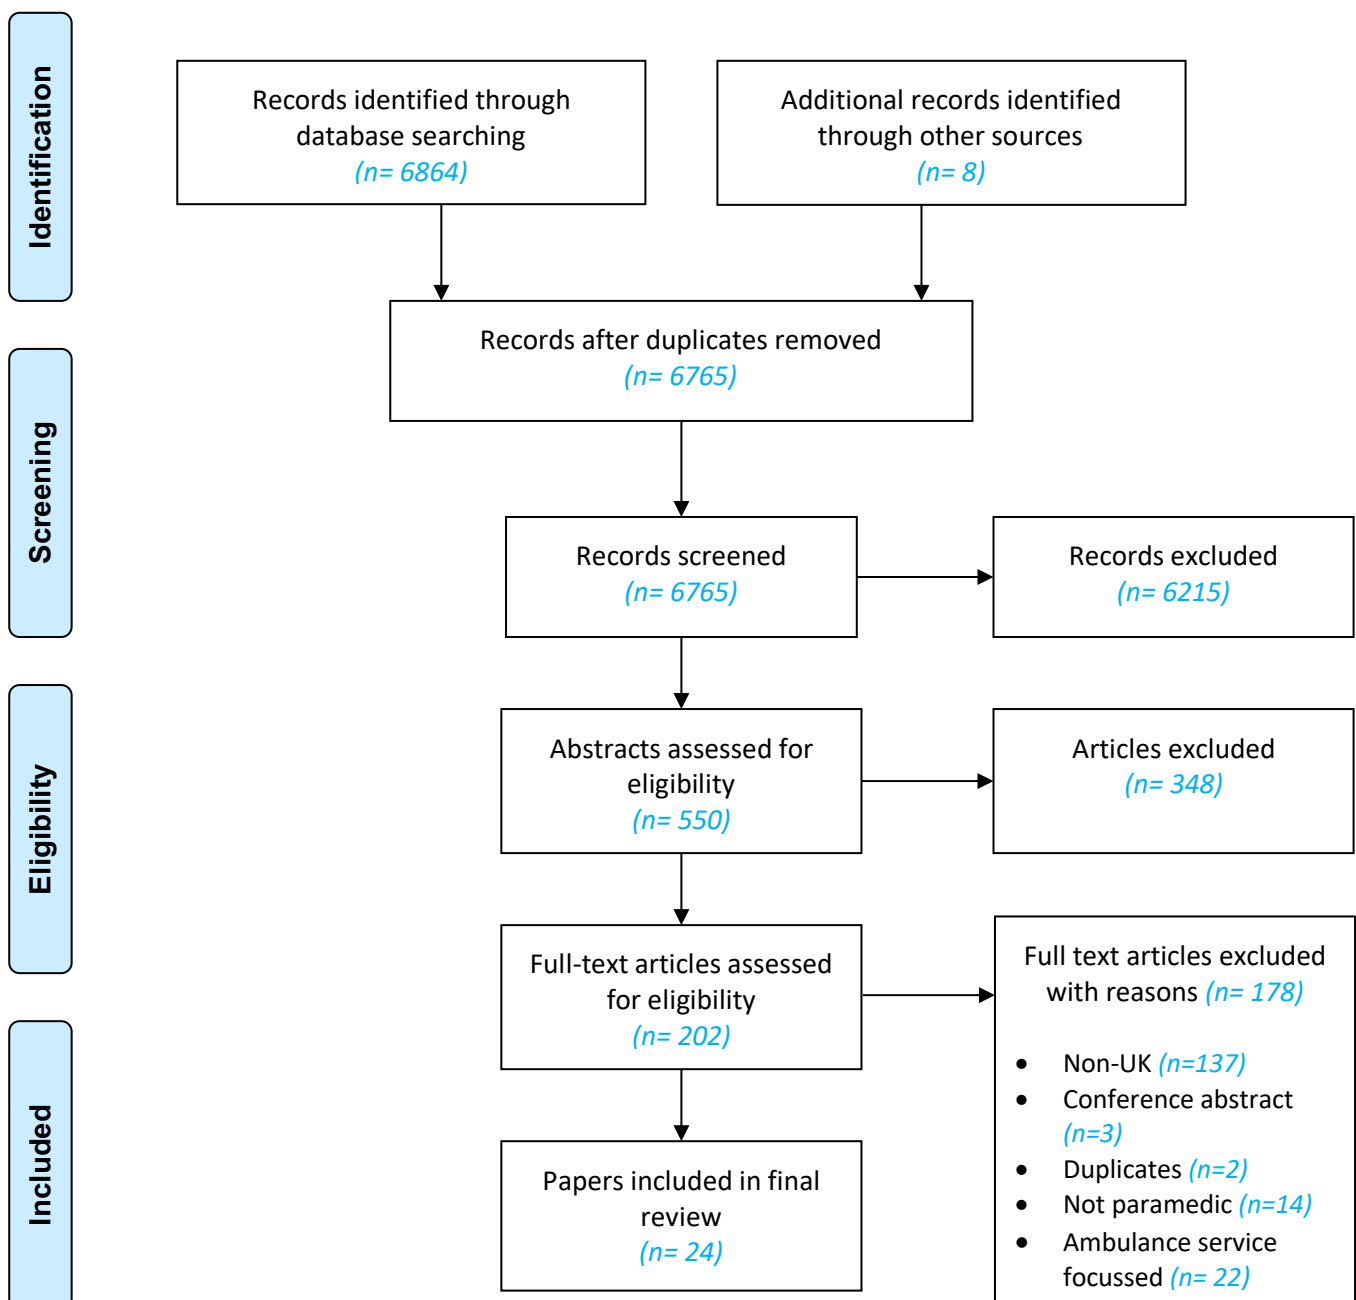 Identification
Records identified through
database searching
(n= 6864)
Additional records identified
through other sources
(n= 8)
Records after duplicates removed
(n= 6765)
Screening
Records screened
(n= 6765)
Records excluded
(n= 6215)
Eligibility
Abstracts assessed for
eligibility
(n= 550)
Articles excluded
(n= 348)
Full-text articles assessed
for eligibility
(n= 202)
Full text articles excluded
with reasons (n= 178)
• Non-UK (n=137)
• Conference abstract
(n=3)
• Duplicates (n=2)
• Not paramedic (n=14)
• Ambulance service
focussed (n= 22)
Included
Papers included in final
review
(n= 24)